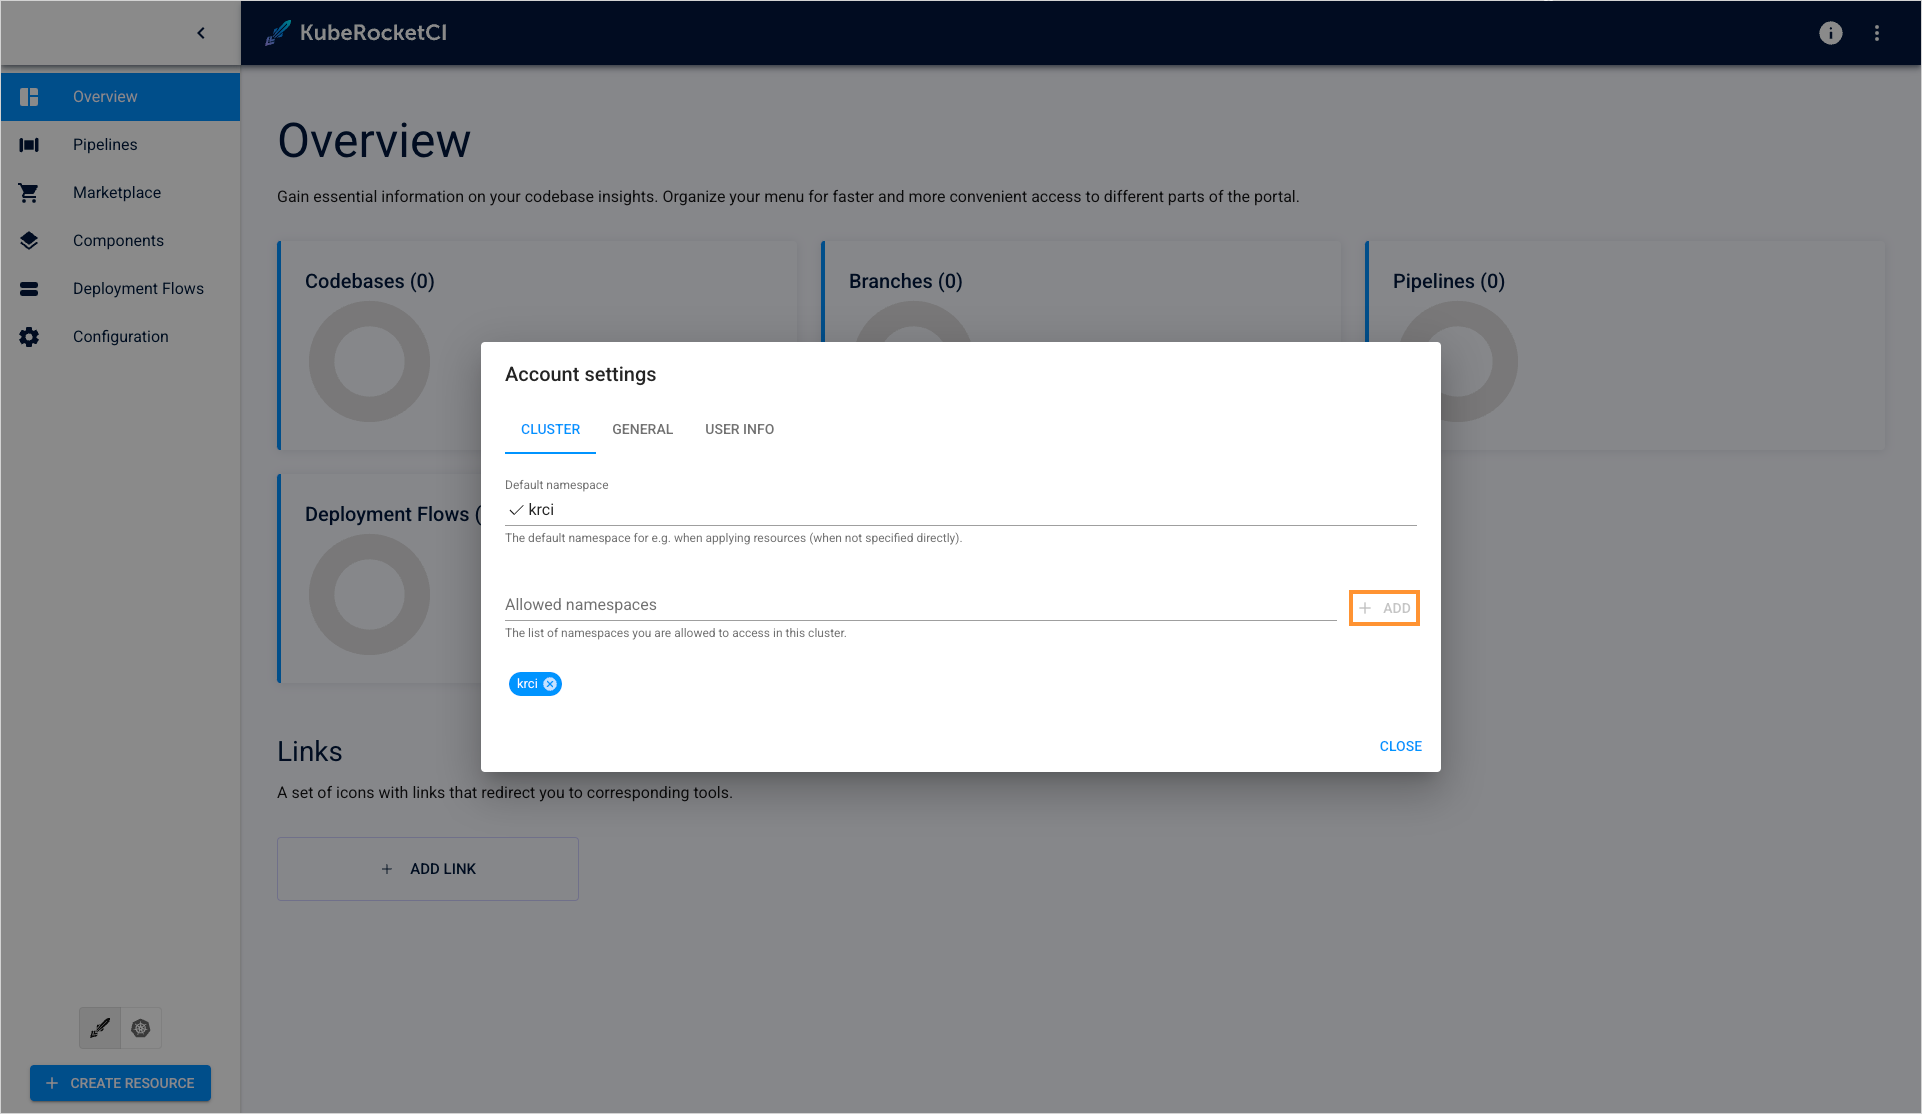 KubeRocketCI
Overview
Pipelines
Marketplace
Components
Deployment Flows
Configuration
CREATE RESOURCE
Overview
Gain essential information on your codebase insights. Organize your menu for faster and more convenient access to different parts of the portal.
Codebases (0)
Branches (0)
Pipelines (0)
Deployment Flows (
Links
A set of icons with links that redirect you to corresponding tools.
ADD LINK
Account settings
CLUSTER
GENERAL
USER INFO
Default namespace
krci
The default namespace for e.g. when applying resources (when not specified directly).
Allowed namespaces
ADD
The list of namespaces you are allowed to access in this cluster.
krci
CLOSE